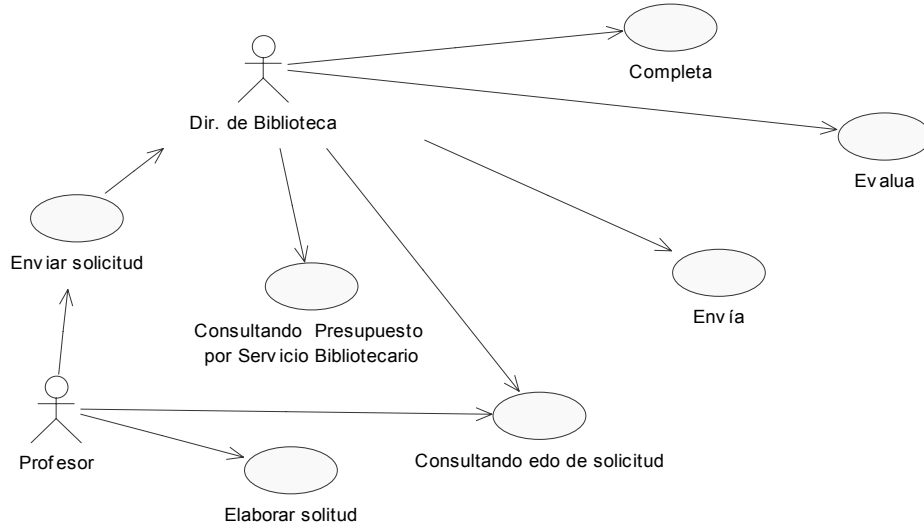 Completa
Dir. de Biblioteca
Evalua
Enviar solicitud
Envía
Consultando Presupuesto
por Servicio Bibliotecario
Profesor
Consultando edo de solicitud
Elaborar solitud